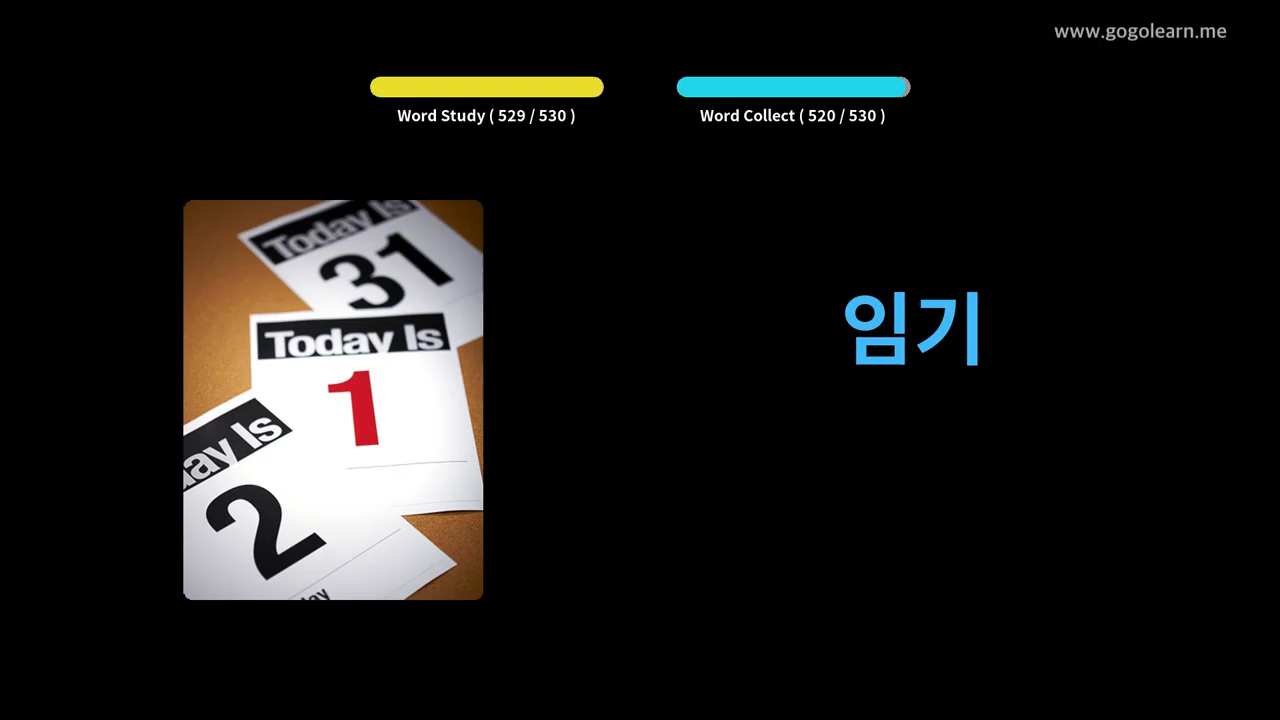 www.gogolearn.me
Word Study ( 529 / 530 )
Word Collect ( 520 / 530 )
Today Is
31
Today Is
1
ay Is
2
임기